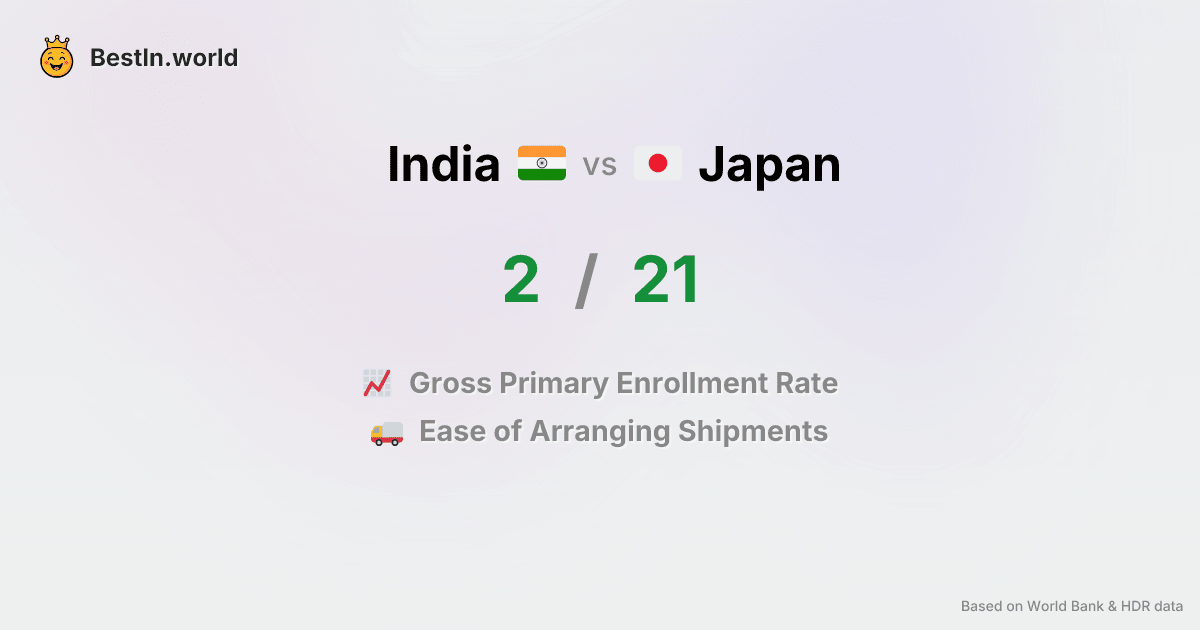 BestIn.world
India vs Japan
2 / 21
Gross Primary Enrollment Rate
Ease of Arranging Shipments
Based on World Bank & HDR data